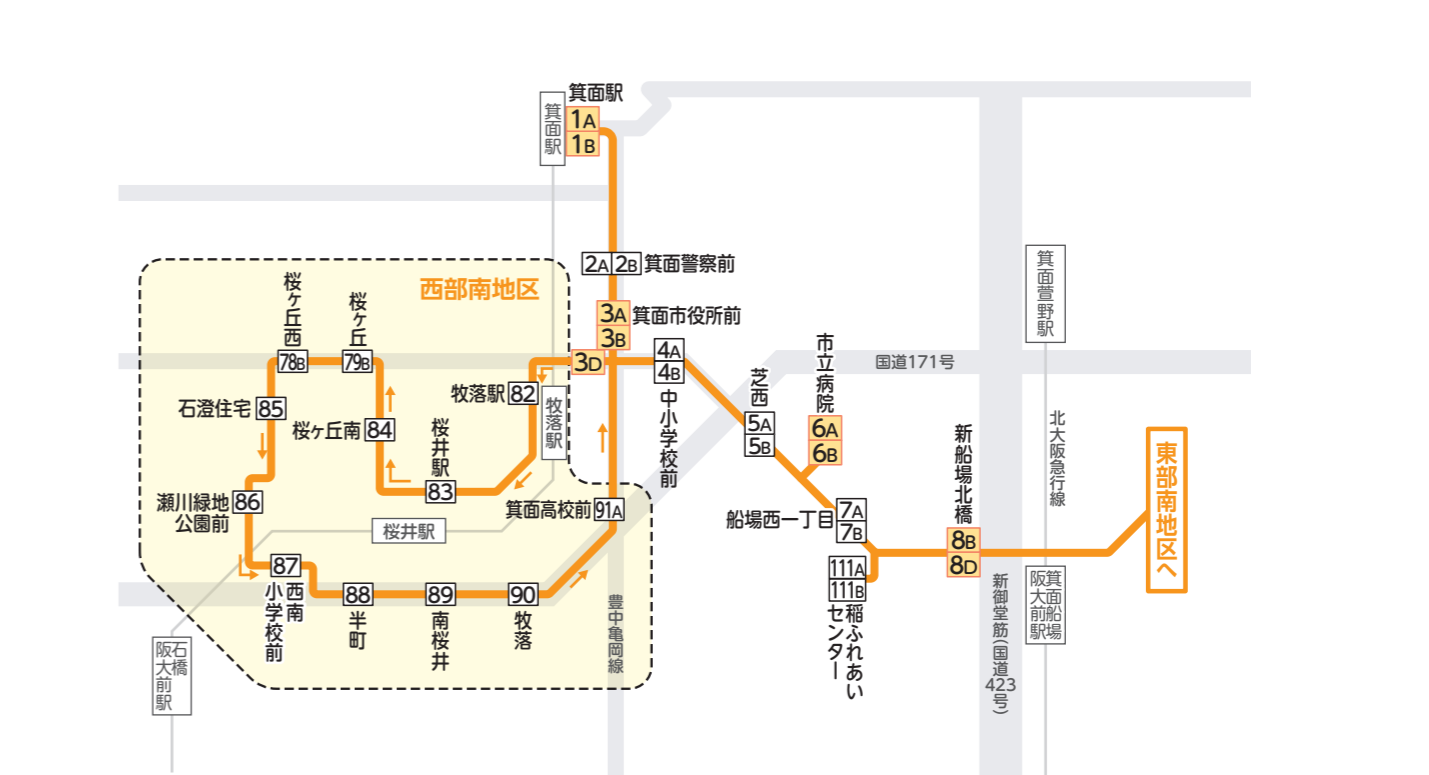 箕面駅
箕面駅
1A
1B
2A 2B 箕面警察前
3A
3B
箕面市役所前
3D
4A
4B
中小学校前
西部南地区
桜ヶ丘西
78B
桜ヶ丘
79B
牧落駅 82
牧落駅
石澄住宅 85
桜ヶ丘南 84
桜井駅
83
瀬川緑地
公園前
86
桜井駅
箕面高校前 91A
87
西南
小学校前
88
半町
89
南桜井
90
牧落
豊中亀岡線
石橋
阪大前駅
芝西
5A
5B
市立病院
6A
6B
船場西一丁目
7A
7B
111A
111B
稲ふれあい
センター
新船場北橋
8B
8D
国道171号
箕面萱野駅
北大阪急行線
箕面船場
阪大前駅
新御堂筋(国道423号)
東部南地区へ